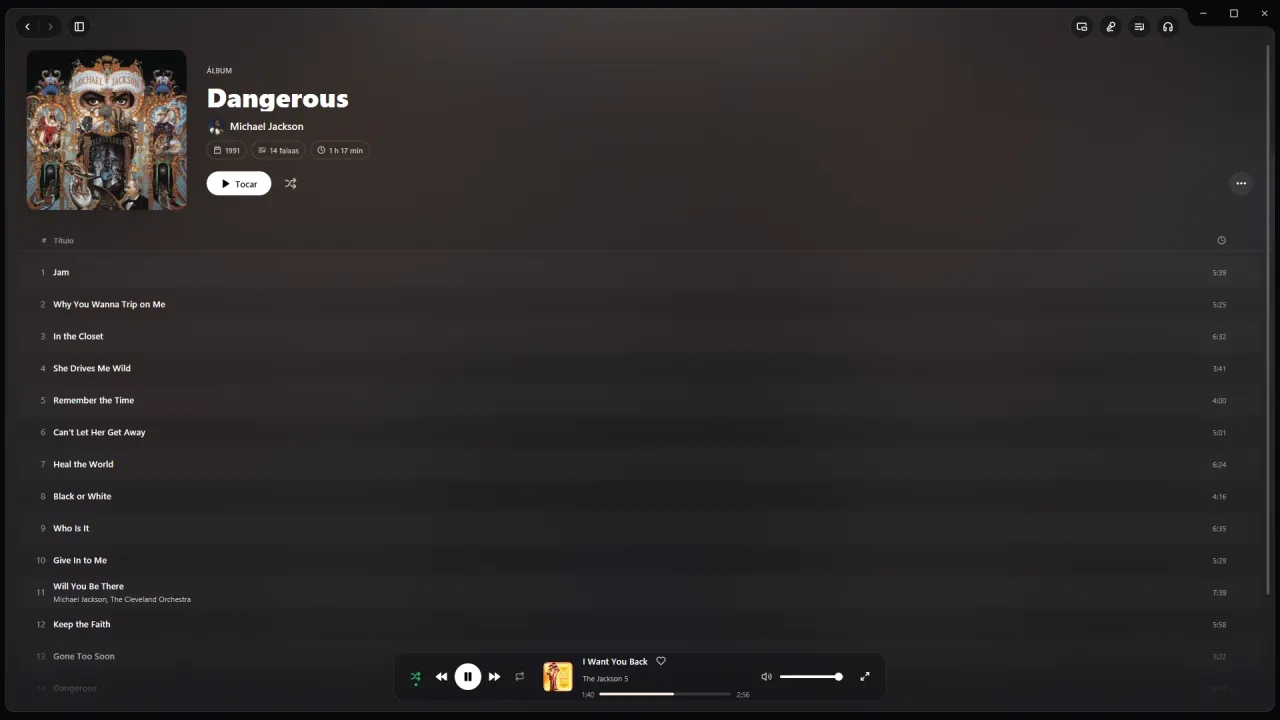 ÁLBUM
Dangerous
Michael Jackson
1991 14 faixas 1 h 17 min
Tocar
# Título
1 Jam 5:39
2 Why You Wanna Trip on Me 5:25
3 In the Closet 6:32
4 She Drives Me Wild 3:41
5 Remember the Time 4:00
6 Can't Let Her Get Away 5:01
7 Heal the World 6:24
8 Black or White 4:16
9 Who Is It 6:35
10 Give In to Me 5:29
11 Will You Be There 7:39
Michael Jackson, The Cleveland Orchestra
12 Keep the Faith 5:58
13 Gone Too Soon 3:22
14 Dangerous
I Want You Back
The Jackson 5
1:40 2:56